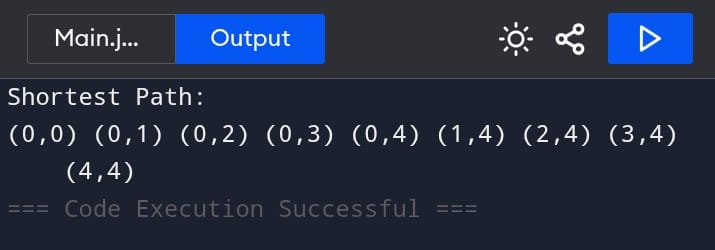 Main.j...
Output
Shortest Path:
(0,0) (0,1) (0,2) (0,3) (0,4) (1,4) (2,4) (3,4)
(4,4)
=== Code Execution Successful ===